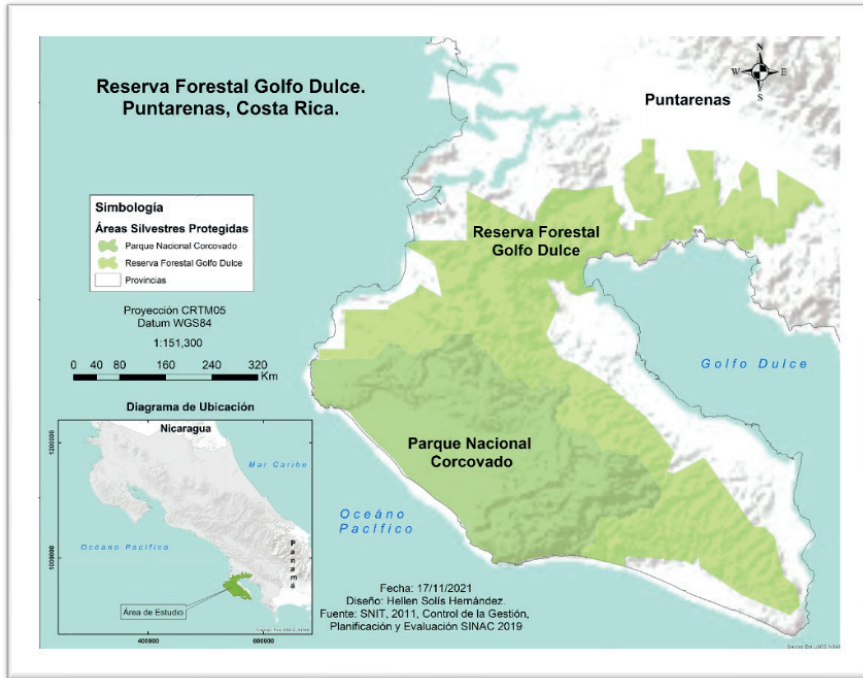 Reserva Forestal Golfo Dulce.
Puntarenas, Costa Rica.
N
W E
S
Puntarenas
Simbología
Áreas Silvestres Protegidas
Parque Nacional Corcovado
Reserva Forestal Golfo Dulce
Provincias
Proyección CRTM05
Datum WGS84
1:151,300
0 40 80 160 240 320
Km
Reserva Forestal
Golfo Dulce
Golfo Dulce
Parque Nacional
Corcovado
Océano
Pacífico
Diagrama de Ubicación
Nicaragua
Mar Caribe
Océano Pacífico
Panamá
Área de Estudio
1200000
1000000
400000
600000
Fecha: 17/11/2021
Diseño: Hellen Solís Hernández.
Fuente: SNIT, 2011, Control de la Gestión,
Planificación y Evaluación SINAC 2019